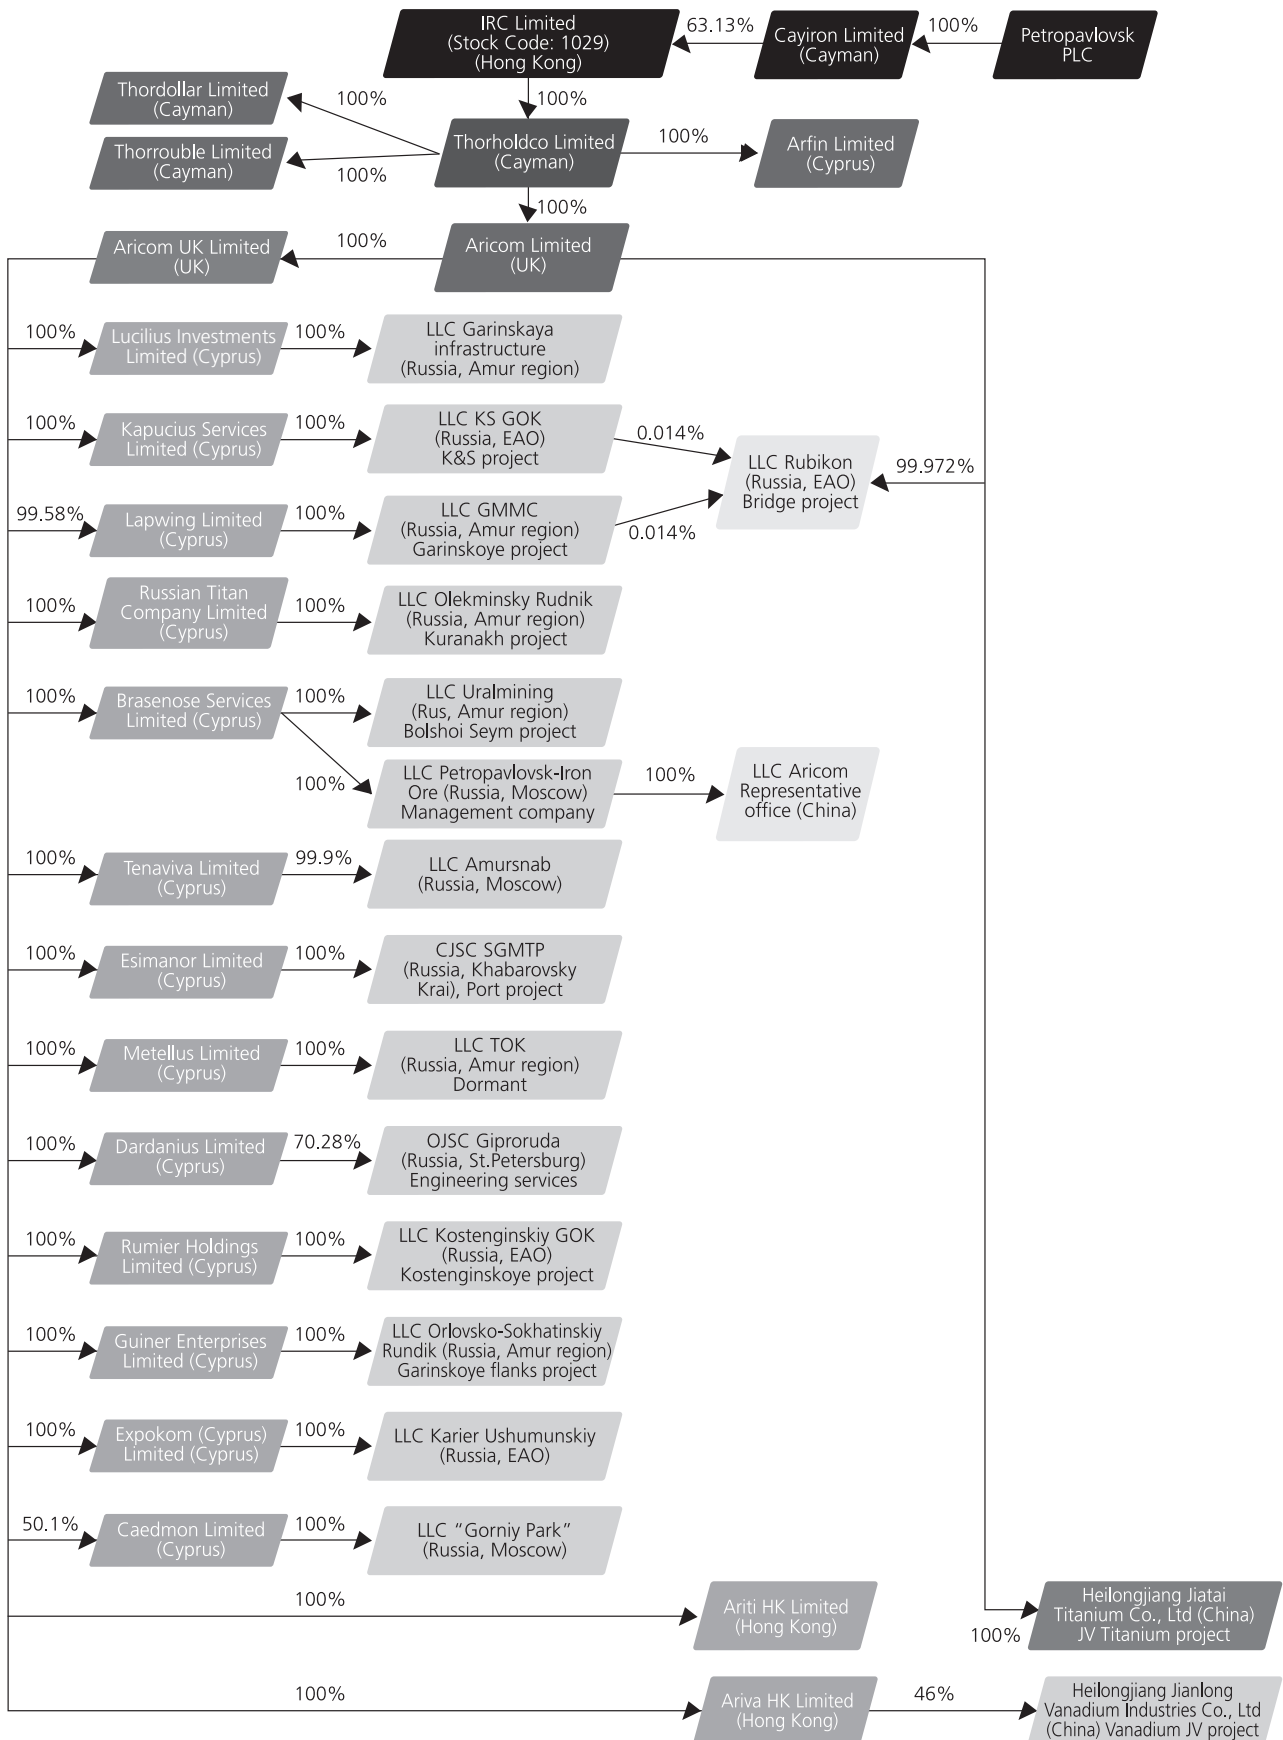 IRC Limited
(Stock Code: 1029)
(Hong Kong)
63.13%
Cayiron Limited
(Cayman)
100%
Petropavlovsk
PLC
Thordollar Limited
(Cayman)
100%
100%
Thorrouble Limited
(Cayman)
100%
Thorholdco Limited
(Cayman)
100%
Arfin Limited
(Cyprus)
100%
Aricom UK Limited
(UK)
100%
Aricom Limited
(UK)
100%
Lucilius Investments
Limited (Cyprus)
100%
LLC Garinskaya
infrastructure
(Russia, Amur region)
100%
Kapucius Services
Limited (Cyprus)
100%
LLC KS GOK
(Russia, EAO)
K&S project
0.014%
LLC Rubikon
(Russia, EAO)
Bridge project
99.972%
99.58%
Lapwing Limited
(Cyprus)
100%
LLC GMMC
(Russia, Amur region)
Garinskoye project
0.014%
100%
Russian Titan
Company Limited
(Cyprus)
100%
LLC Olekminsky Rudnik
(Russia, Amur region)
Kuranakh project
100%
Brasenose Services
Limited (Cyprus)
100%
LLC Uralmining
(Rus, Amur region)
Bolshoi Seym project
100%
LLC Petropavlovsk-Iron
Ore (Russia, Moscow)
Management company
100%
LLC Aricom
Representative
office (China)
100%
Tenaviva Limited
(Cyprus)
99.9%
LLC Amursnab
(Russia, Moscow)
100%
Esimanor Limited
(Cyprus)
100%
CJSC SGMTP
(Russia, Khabarovsky
Krai), Port project
100%
Metellus Limited
(Cyprus)
100%
LLC TOK
(Russia, Amur region)
Dormant
100%
Dardanius Limited
(Cyprus)
70.28%
OJSC Giproruda
(Russia, St.Petersburg)
Engineering services
100%
Rumier Holdings
Limited (Cyprus)
100%
LLC Kostenginskiy GOK
(Russia, EAO)
Kostenginskoye project
100%
Guiner Enterprises
Limited (Cyprus)
100%
LLC Orlovsko-Sokhatinskiy
Rundik (Russia, Amur region)
Garinskoye flanks project
100%
Expokom (Cyprus)
Limited (Cyprus)
100%
LLC Karier Ushumunskiy
(Russia, EAO)
50.1%
Caedmon Limited
(Cyprus)
100%
LLC “Gorniy Park”
(Russia, Moscow)
100%
Ariti HK Limited
(Hong Kong)
100%
Heilongjiang Jiatai
Titanium Co., Ltd (China)
JV Titanium project
100%
Ariva HK Limited
(Hong Kong)
46%
Heilongjiang Jianlong
Vanadium Industries Co., Ltd
(China) Vanadium JV project